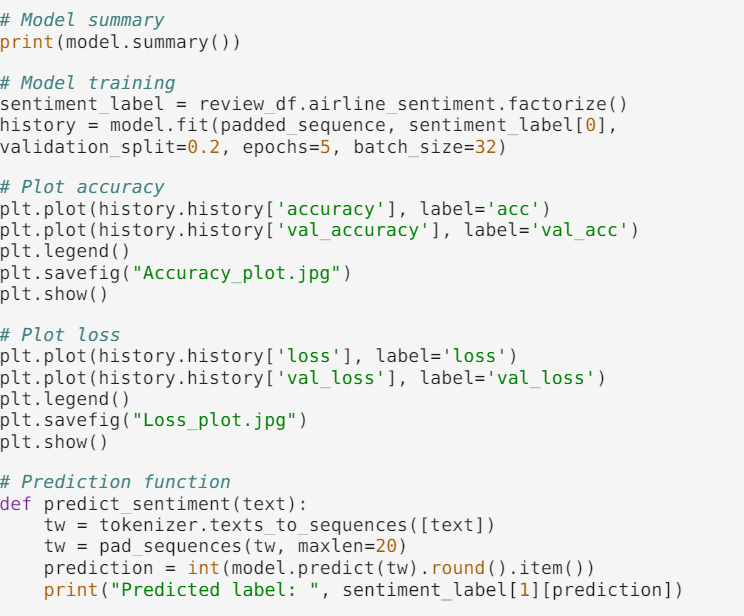 # Model summary
print(model.summary())
# Model training
sentiment_label = review_df.airline_sentiment.factorize()
history = model.fit(padded_sequence, sentiment_label[0],
validation_split=0.2, epochs=5, batch_size=32)
# Plot accuracy
plt.plot(history.history['accuracy'], label='acc')
plt.plot(history.history['val_accuracy'], label='val_acc')
plt.legend()
plt.savefig("Accuracy_plot.jpg")
plt.show()
# Plot loss
plt.plot(history.history['loss'], label='loss')
plt.plot(history.history['val_loss'], label='val_loss')
plt.legend()
plt.savefig("Loss_plot.jpg")
plt.show()
# Prediction function
def predict_sentiment(text):
    tw = tokenizer.texts_to_sequences([text])
    tw = pad_sequences(tw, maxlen=20)
    prediction = int(model.predict(tw).round().item())
    print("Predicted label: ", sentiment_label[1][prediction])